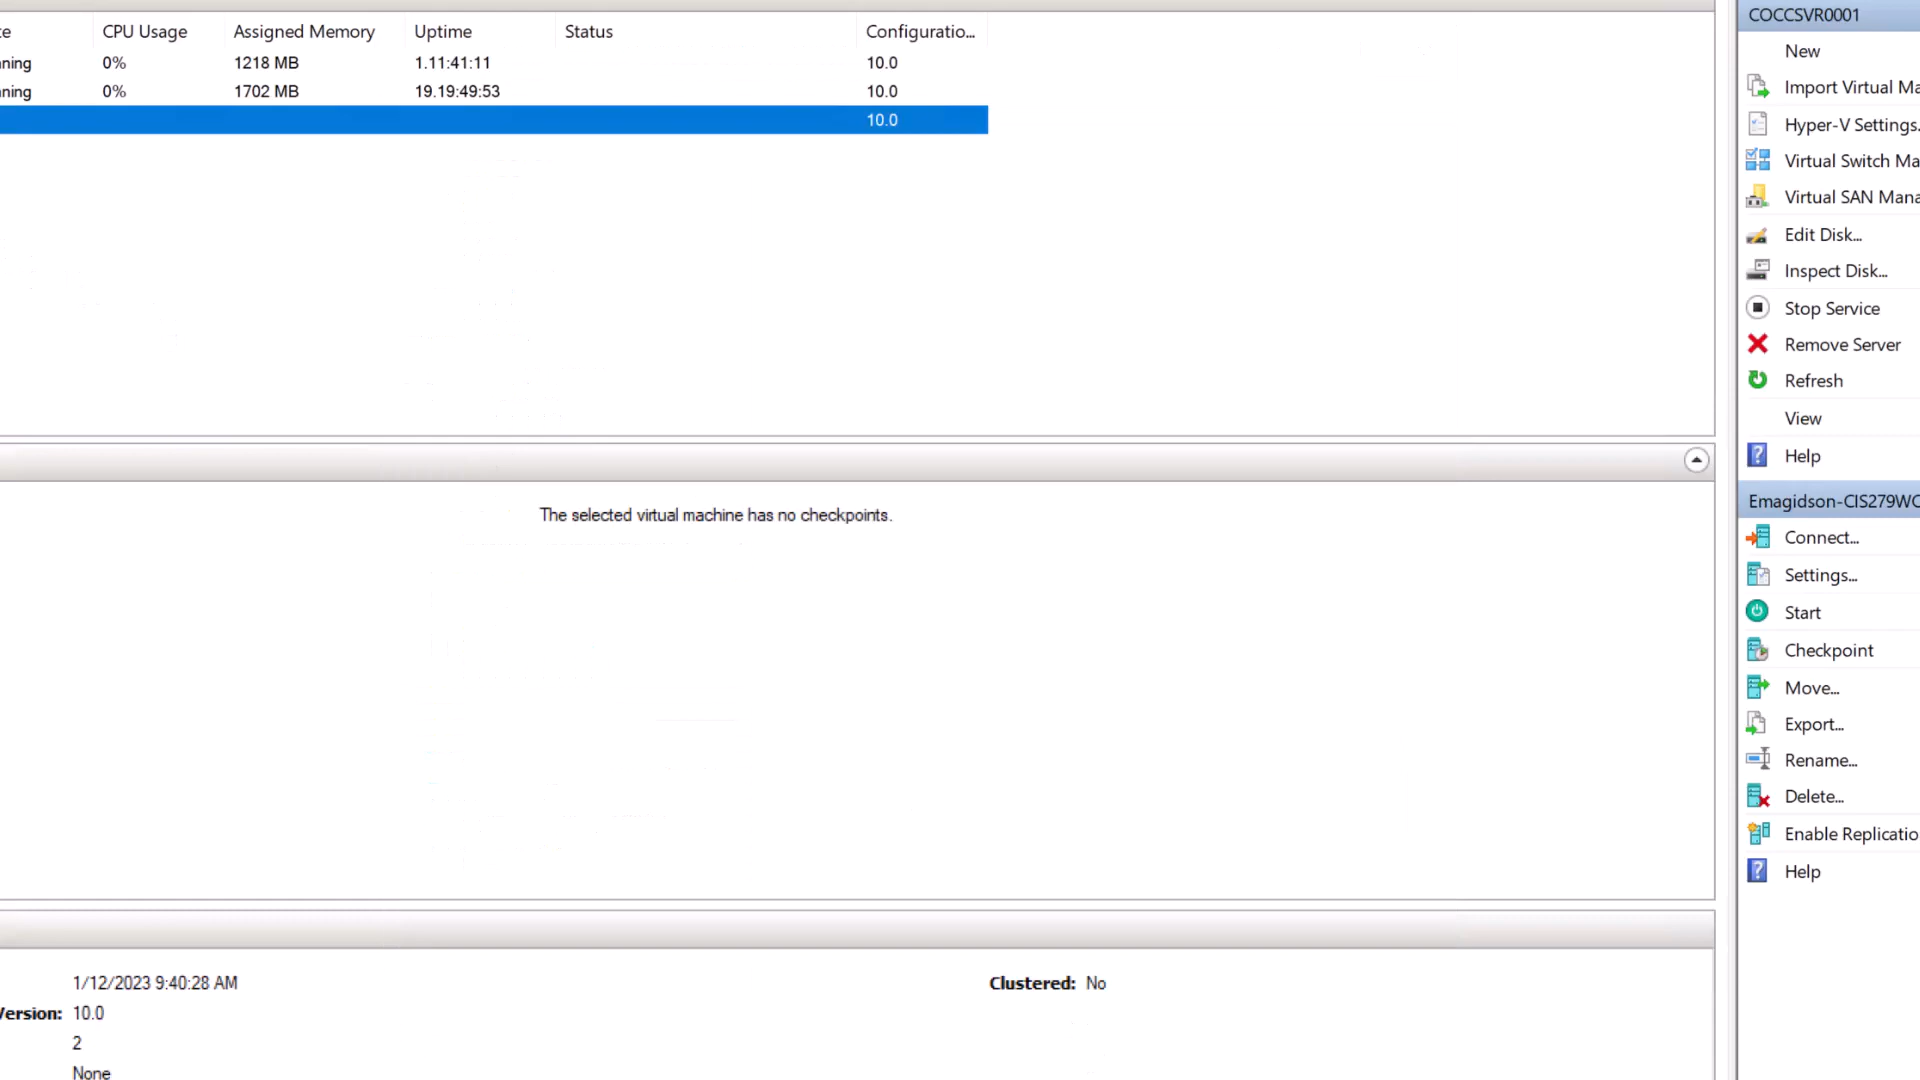 te CPU Usage Assigned Memory Uptime Status Configuratio...
ning 0% 1218 MB 1.11:41:11 10.0
ning 0% 1702 MB 19.19:49:53 10.0
10.0
The selected virtual machine has no checkpoints.
1/12/2023 9:40:28 AM Clustered: No
Version: 10.0
2
None
COCCSVR0001
New
Import Virtual Ma
Hyper-V Settings.
Virtual Switch Ma
Virtual SAN Mana
Edit Disk...
Inspect Disk...
Stop Service
Remove Server
Refresh
View
Help
Emagidson-CIS279WC
Connect...
Settings...
Start
Checkpoint
Move...
Export...
Rename...
Delete...
Enable Replicatio
Help